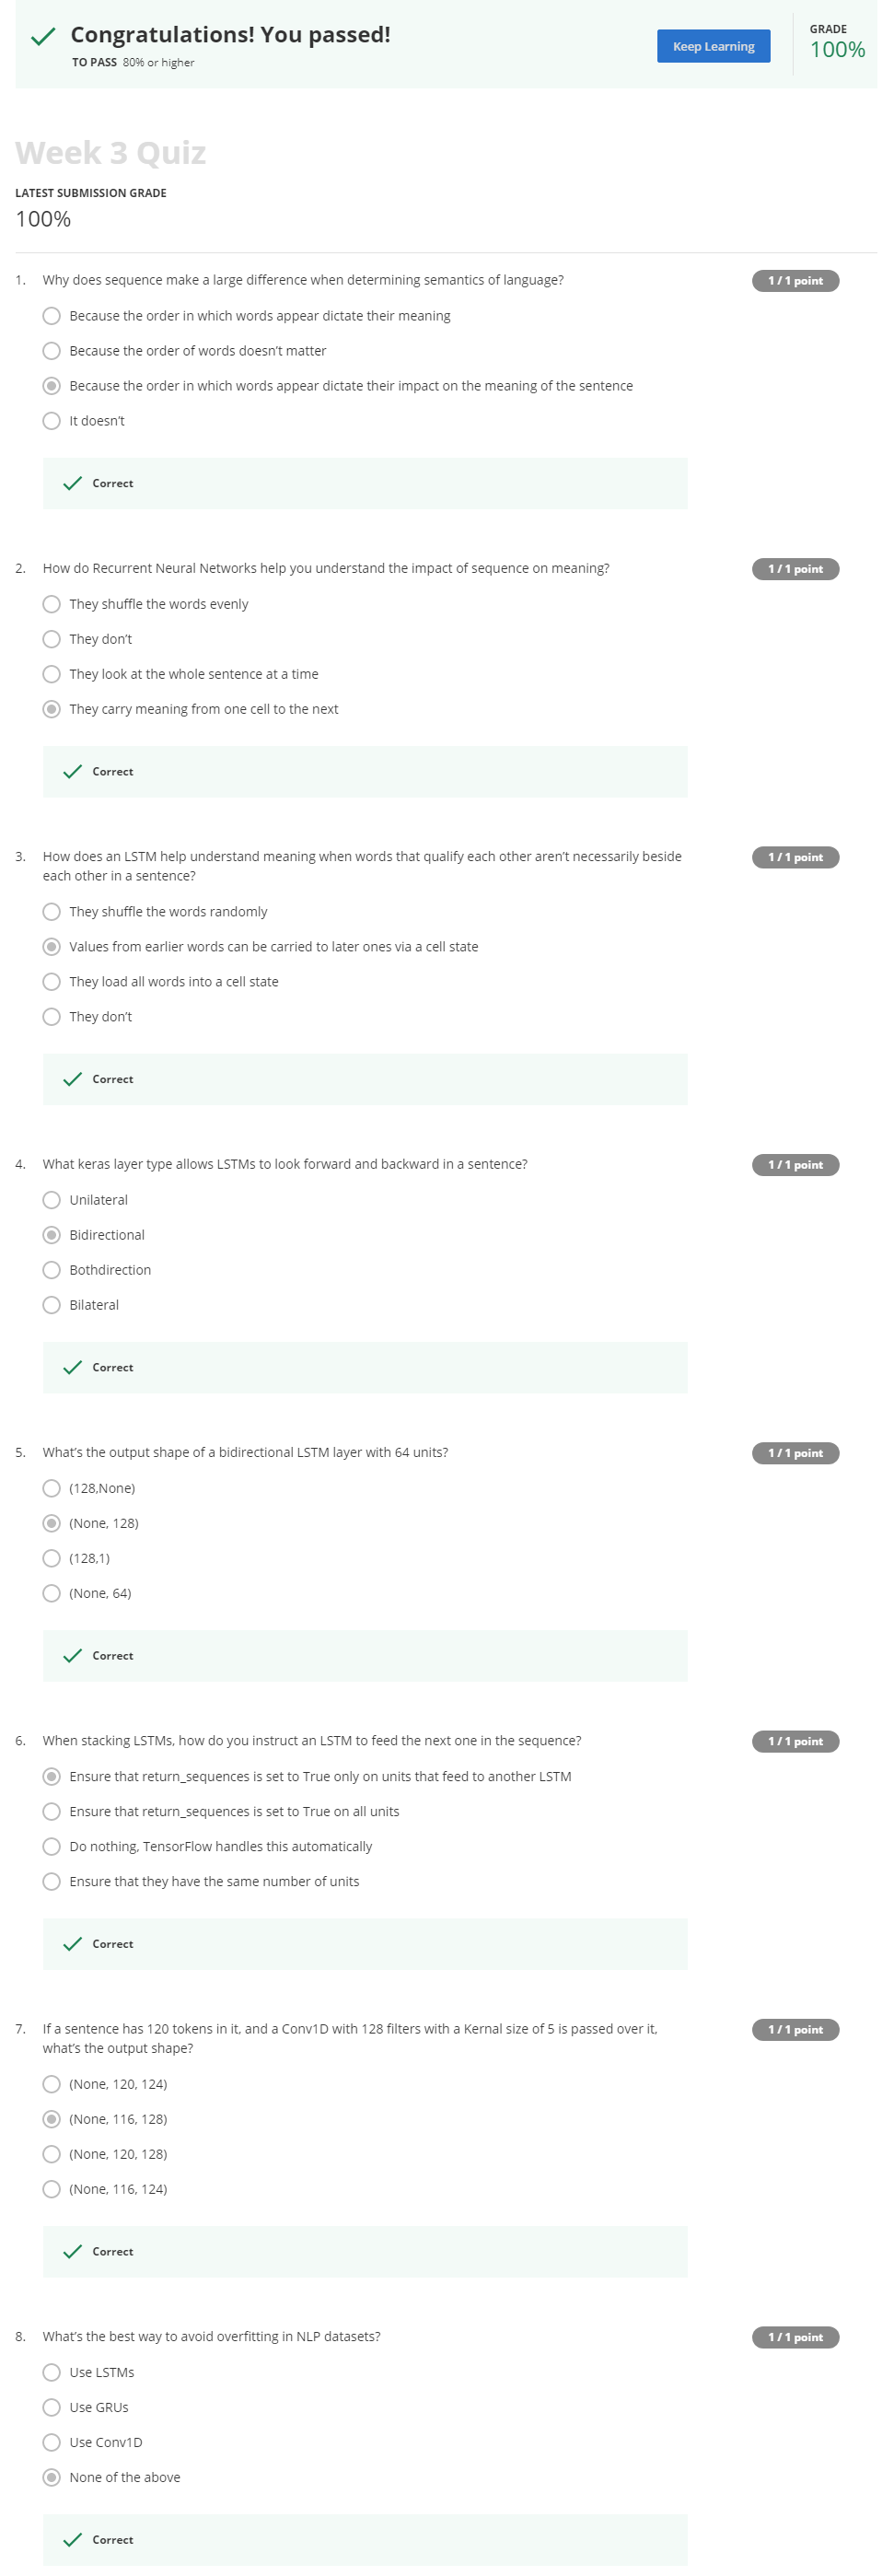 Congratulations! You passed!
TO PASS 80% or higher
Keep Learning
GRADE
100%
Week 3 Quiz
LATEST SUBMISSION GRADE
100%
1. Why does sequence make a large difference when determining semantics of language?
1 / 1 point
Because the order in which words appear dictate their meaning
Because the order of words doesn't matter
Because the order in which words appear dictate their impact on the meaning of the sentence
It doesn't
Correct
2. How do Recurrent Neural Networks help you understand the impact of sequence on meaning?
1 / 1 point
They shuffle the words evenly
They don't
They look at the whole sentence at a time
They carry meaning from one cell to the next
Correct
3. How does an LSTM help understand meaning when words that qualify each other aren't necessarily beside
each other in a sentence?
1 / 1 point
They shuffle the words randomly
Values from earlier words can be carried to later ones via a cell state
They load all words into a cell state
They don't
Correct
4. What keras layer type allows LSTMs to look forward and backward in a sentence?
1 / 1 point
Unilateral
Bidirectional
Bothdirection
Bilateral
Correct
5. What's the output shape of a bidirectional LSTM layer with 64 units?
1 / 1 point
(128,None)
(None, 128)
(128,1)
(None, 64)
Correct
6. When stacking LSTMs, how do you instruct an LSTM to feed the next one in the sequence?
1 / 1 point
Ensure that return_sequences is set to True only on units that feed to another LSTM
Ensure that return_sequences is set to True on all units
Do nothing, TensorFlow handles this automatically
Ensure that they have the same number of units
Correct
7. If a sentence has 120 tokens in it, and a Conv1D with 128 filters with a Kernal size of 5 is passed over it,
what's the output shape?
1 / 1 point
(None, 120, 124)
(None, 116, 128)
(None, 120, 128)
(None, 116, 124)
Correct
8. What's the best way to avoid overfitting in NLP datasets?
1 / 1 point
Use LSTMs
Use GRUs
Use Conv1D
None of the above
Correct